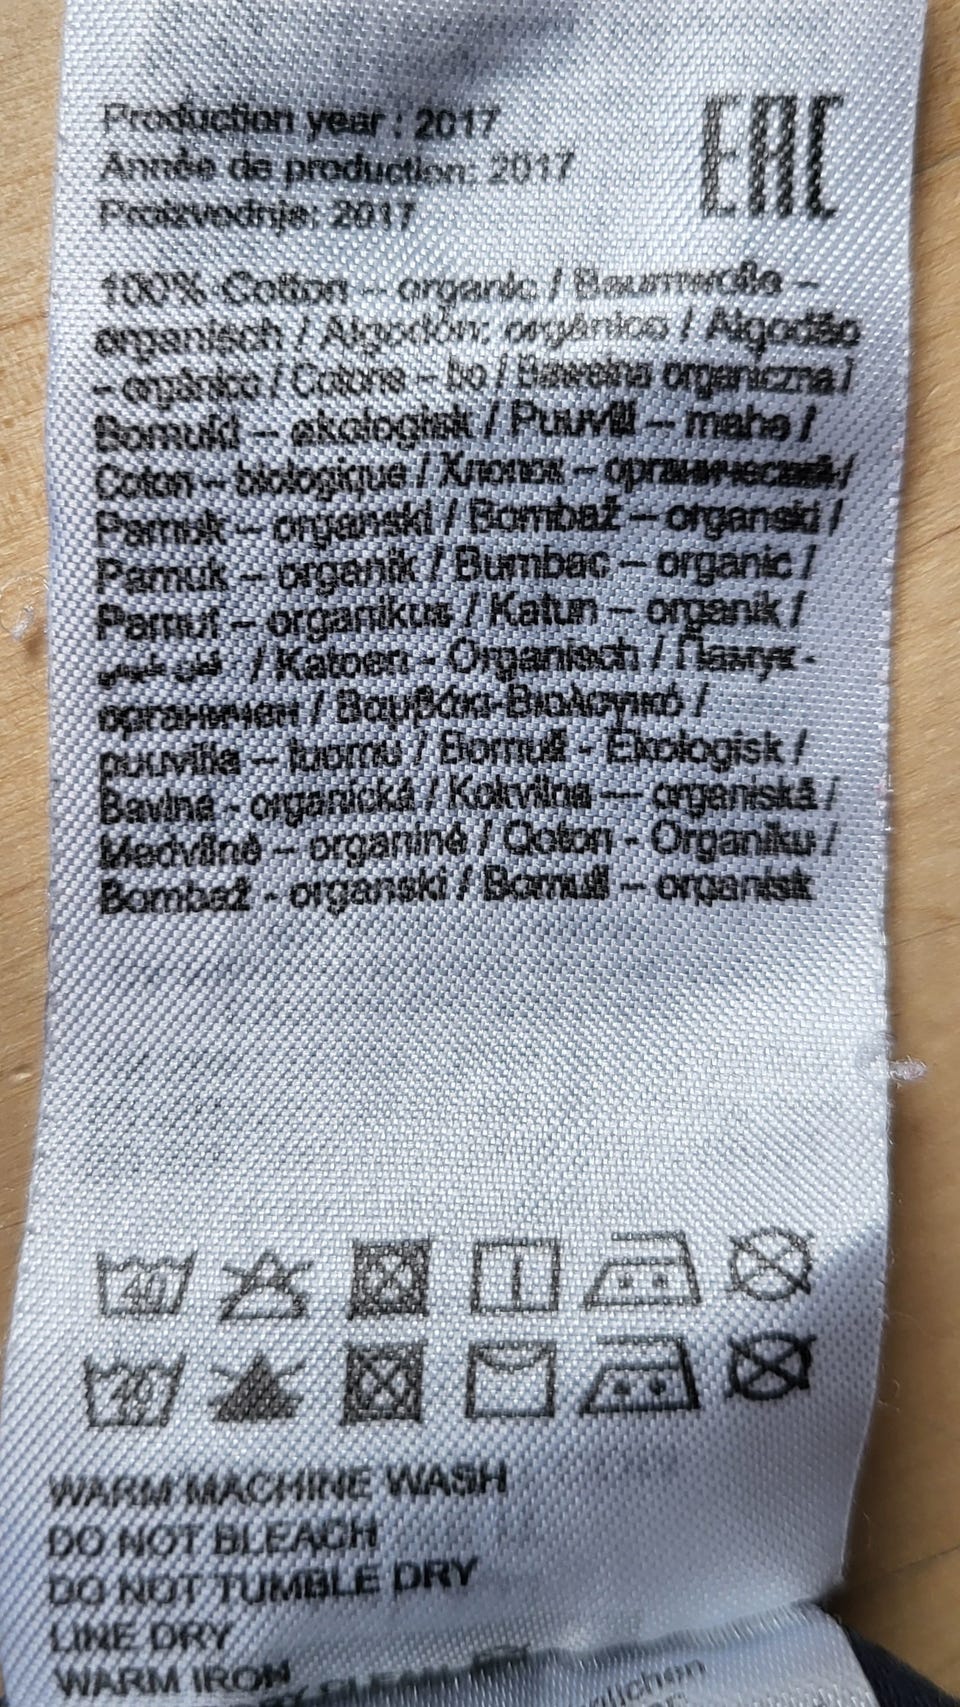 Production year : 2017
Année de production: 2017
Proizvodnje: 2017
EAC
100% Cotton – organic / Baumwolle –
organisch / Algodón: orgánico / Algodão
- orgânico / Cotone – bio / Bawełna organiczna /
Bomuld – økologisk / Puuvill – mahe /
Coton – biologique / Хлопок – органический /
Pamuk – organski / Bombaž – organski /
Pamuk – organik / Bumbac – organic /
Pamut – organikus / Katun – organik /
/ Katoen - Organisch / Памук -
органичен / Βαμβάκι-Βιολογικό /
puuvilla – luomu / Bomull - Ekologisk /
Bavlna - organická / Kokvilna – organiskā /
Medvilnė – organinė / Qoton - Organiku /
Bombaž - organski / Bomull – organisk
40
40
WARM MACHINE WASH
DO NOT BLEACH
DO NOT TUMBLE DRY
LINE DRY
WARM IRON